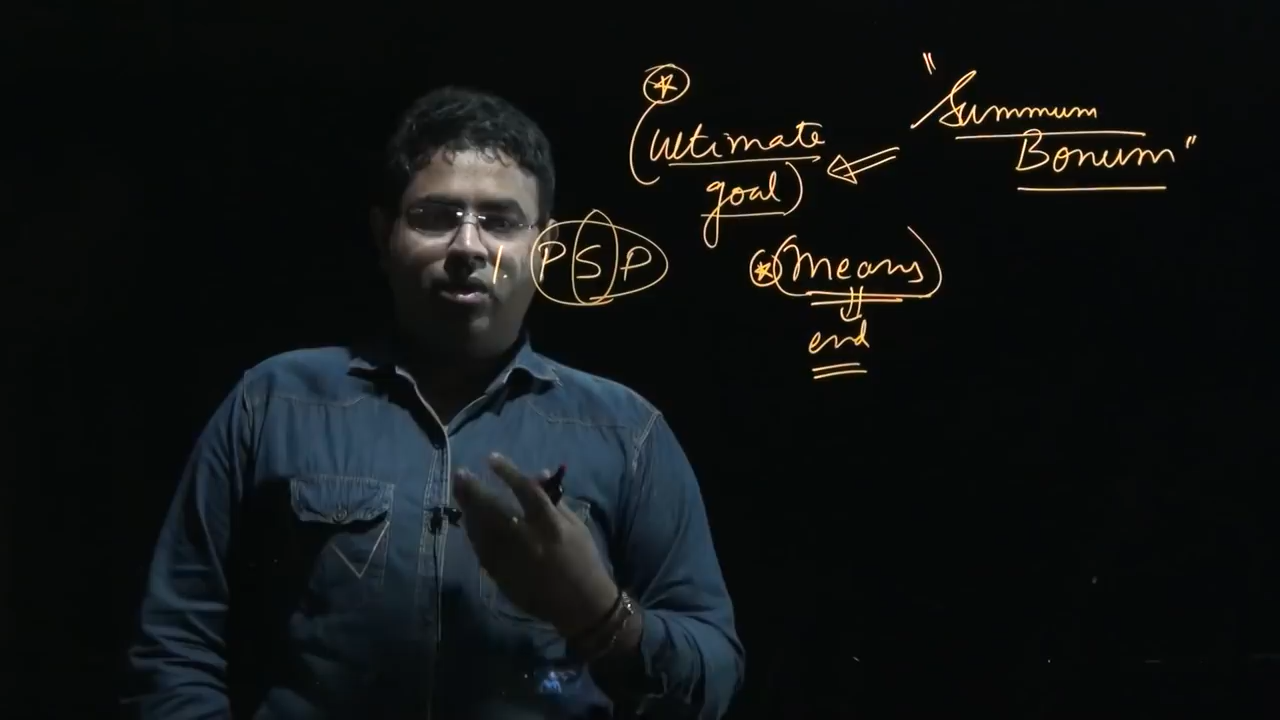 "Summum
Bonum"
(ultimate
goal)
1. PSP
(means)
end